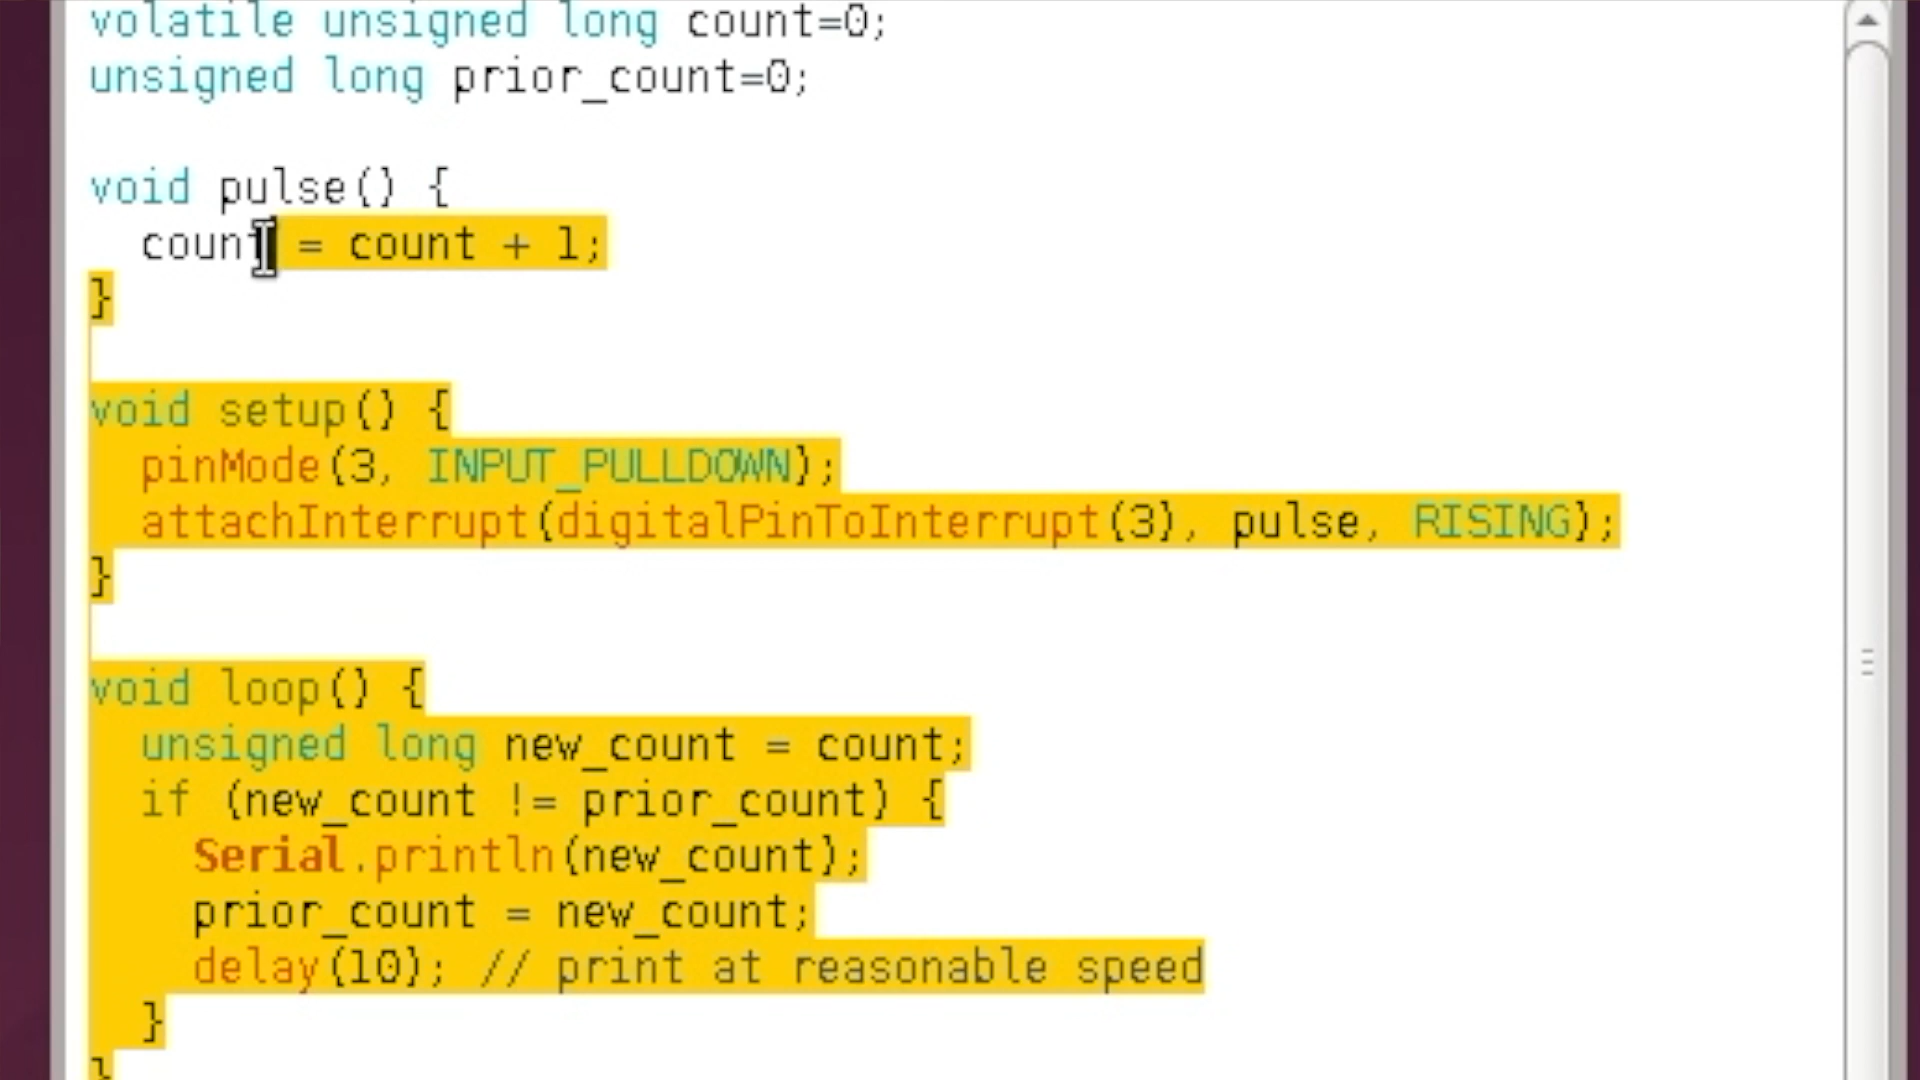 volatile unsigned long count=0;
unsigned long prior_count=0;
void pulse() {
count = count + 1;
}
void setup() {
pinMode(3, INPUT_PULLDOWN);
attachInterrupt(digitalPinToInterrupt(3), pulse, RISING);
}
void loop() {
unsigned long new_count = count;
if (new_count != prior_count) {
Serial.println(new_count);
prior_count = new_count;
delay(10); // print at reasonable speed
}
}